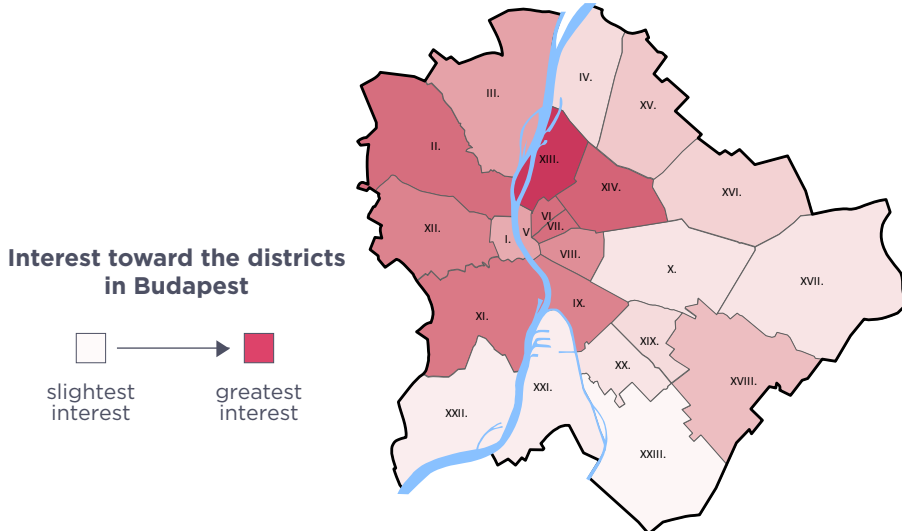 Interest toward the districts
in Budapest
slightest
interest
greatest
interest
III.
IV.
XV.
II.
XIII.
XIV.
XVI.
XII.
I.
V
VI.
VII.
VIII.
X.
XVII.
XI.
IX.
XIX.
XX.
XVIII.
XXII.
XXI.
XXIII.